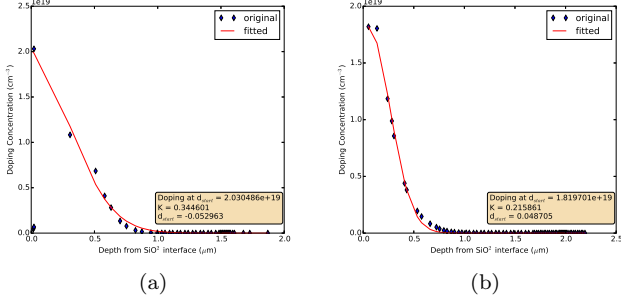 1e19
original
fitted
2.5
2.0
1.5
1.0
0.5
0.0
Doping Concentration (cm⁻³)
Doping at d_start = 2.030486e+19
K = 0.344601
d_start = -0.052963
0.0 0.5 1.0 1.5 2.0
Depth from SiO² interface (μm)
(a)
1e19
original
fitted
2.0
1.5
1.0
0.5
0.0
Doping Concentration (cm⁻³)
Doping at d_start = 1.819701e+19
K = 0.215861
d_start = 0.048705
0.0 0.5 1.0 1.5 2.0 2.5
Depth from SiO² interface (μm)
(b)